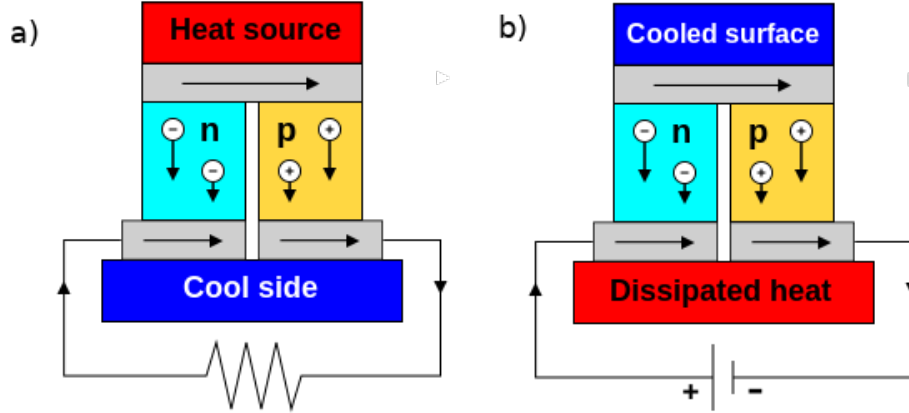 a)
Heat source
n
p
− + − +
Cool side
b)
Cooled surface
n
p
− + − +
Dissipated heat
+ −